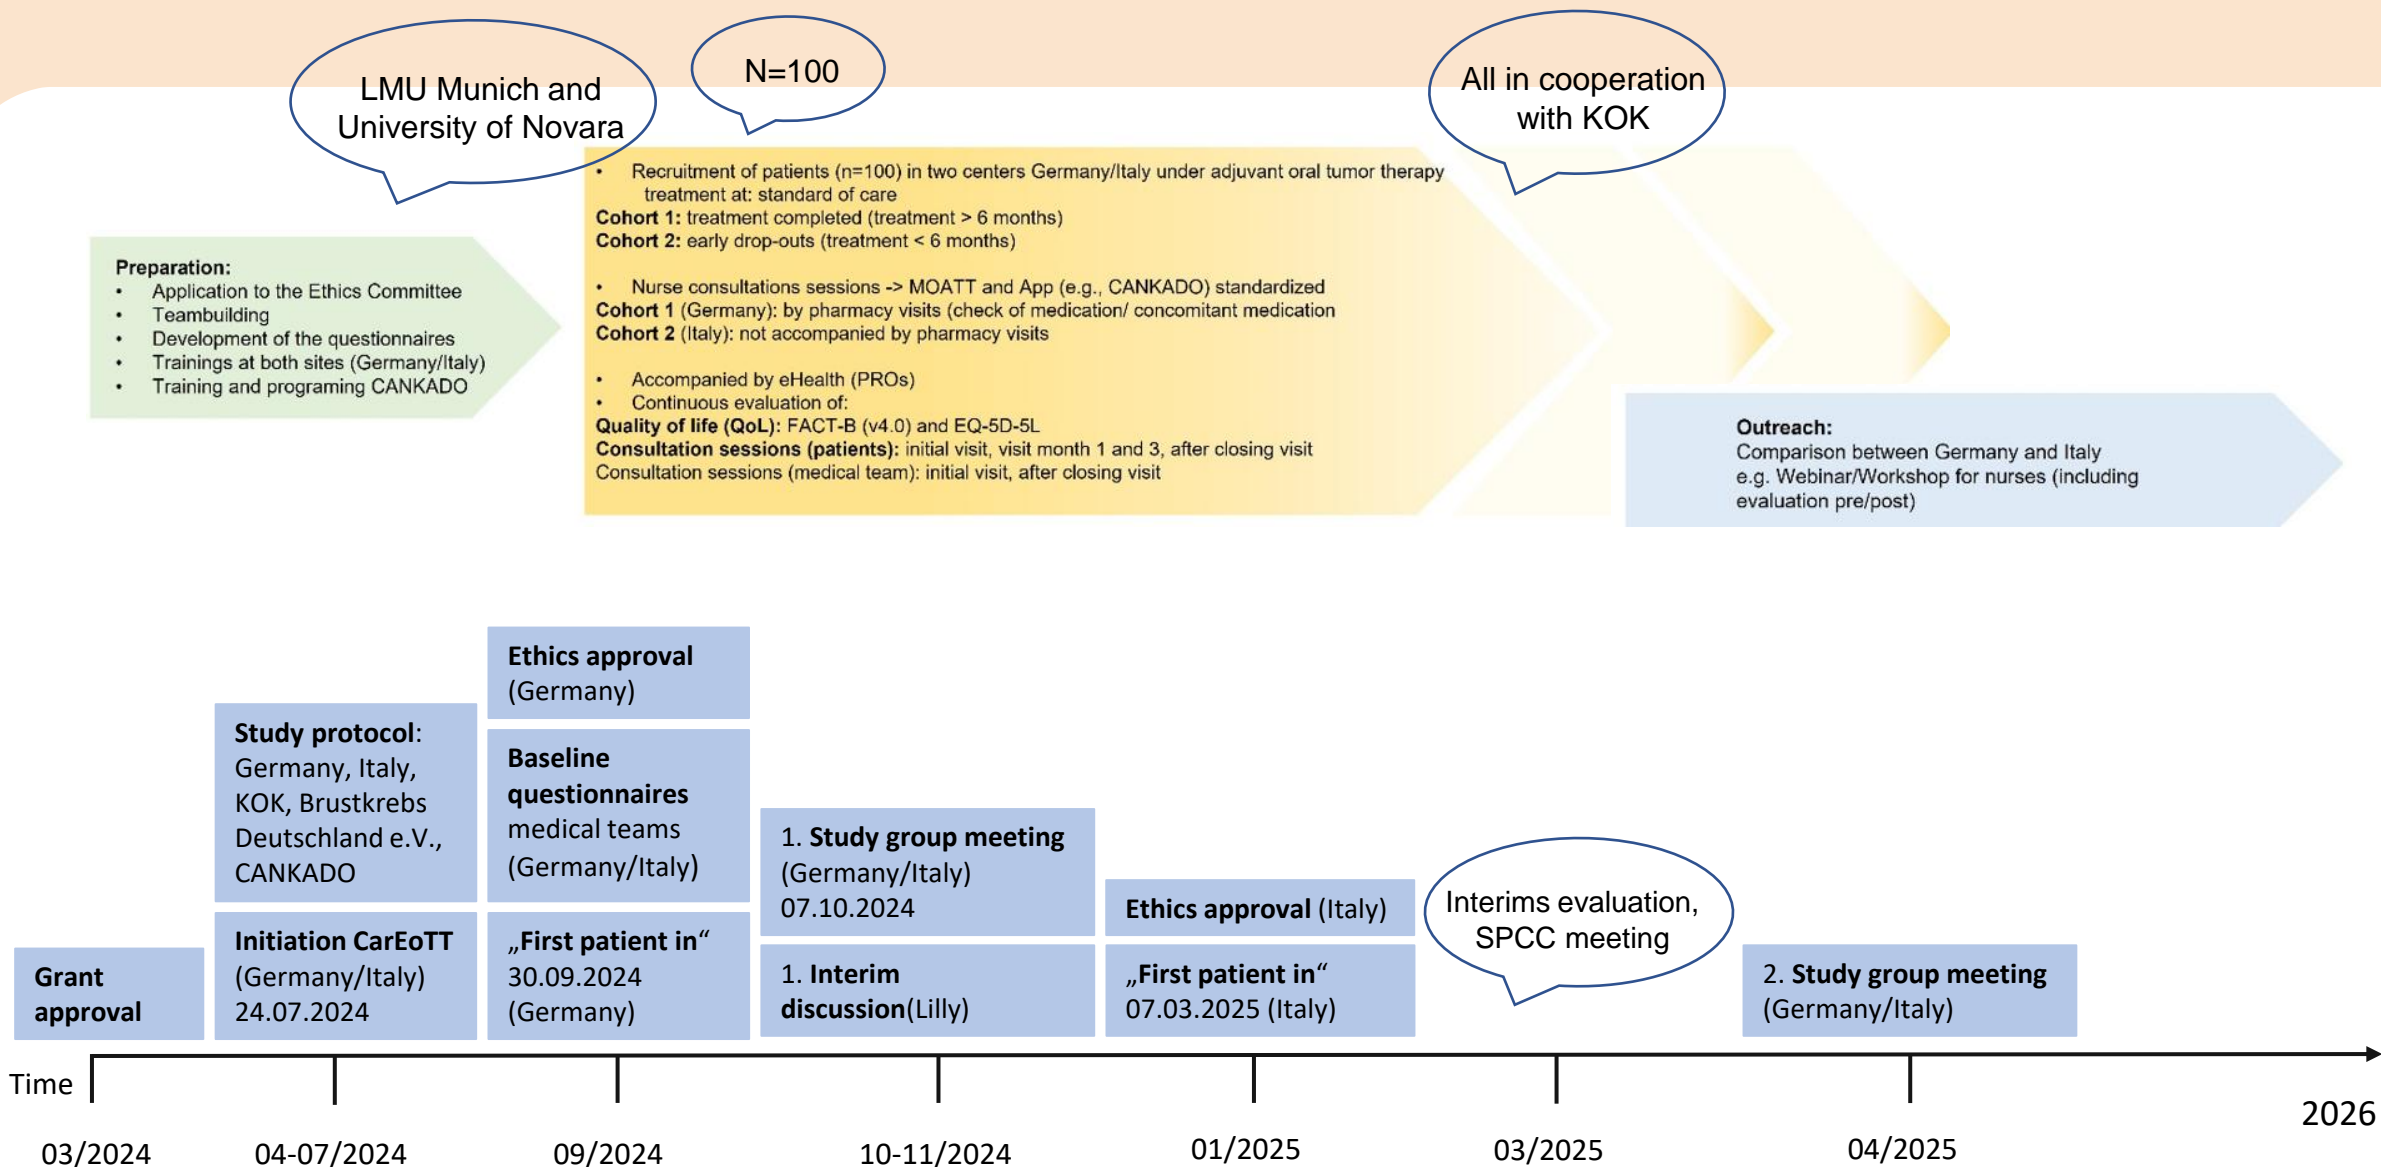 LMU Munich and
University of Novara
N=100
All in cooperation
with KOK
Preparation:
• Application to the Ethics Committee
• Teambuilding
• Development of the questionnaires
• Trainings at both sites (Germany/Italy)
• Training and programing CANKADO
• Recruitment of patients (n=100) in two centers Germany/Italy under adjuvant oral tumor therapy
treatment at: standard of care
Cohort 1: treatment completed (treatment > 6 months)
Cohort 2: early drop-outs (treatment < 6 months)
• Nurse consultations sessions -> MOATT and App (e.g., CANKADO) standardized
Cohort 1 (Germany): by pharmacy visits (check of medication/ concomitant medication
Cohort 2 (Italy): not accompanied by pharmacy visits
• Accompanied by eHealth (PROs)
• Continuous evaluation of:
Quality of life (QoL): FACT-B (v4.0) and EQ-5D-5L
Consultation sessions (patients): initial visit, visit month 1 and 3, after closing visit
Consultation sessions (medical team): initial visit, after closing visit
Outreach:
Comparison between Germany and Italy
e.g. Webinar/Workshop for nurses (including
evaluation pre/post)
Grant
approval
Study protocol:
Germany, Italy,
KOK, Brustkrebs
Deutschland e.V.,
CANKADO
Initiation CarEoTT
(Germany/Italy)
24.07.2024
Ethics approval
(Germany)
Baseline
questionnaires
medical teams
(Germany/Italy)
„First patient in“
30.09.2024
(Germany)
1. Study group meeting
(Germany/Italy)
07.10.2024
1. Interim
discussion(Lilly)
Ethics approval (Italy)
„First patient in“
07.03.2025 (Italy)
Interims evaluation,
SPCC meeting
2. Study group meeting
(Germany/Italy)
Time
2026
03/2024
04-07/2024
09/2024
10-11/2024
01/2025
03/2025
04/2025